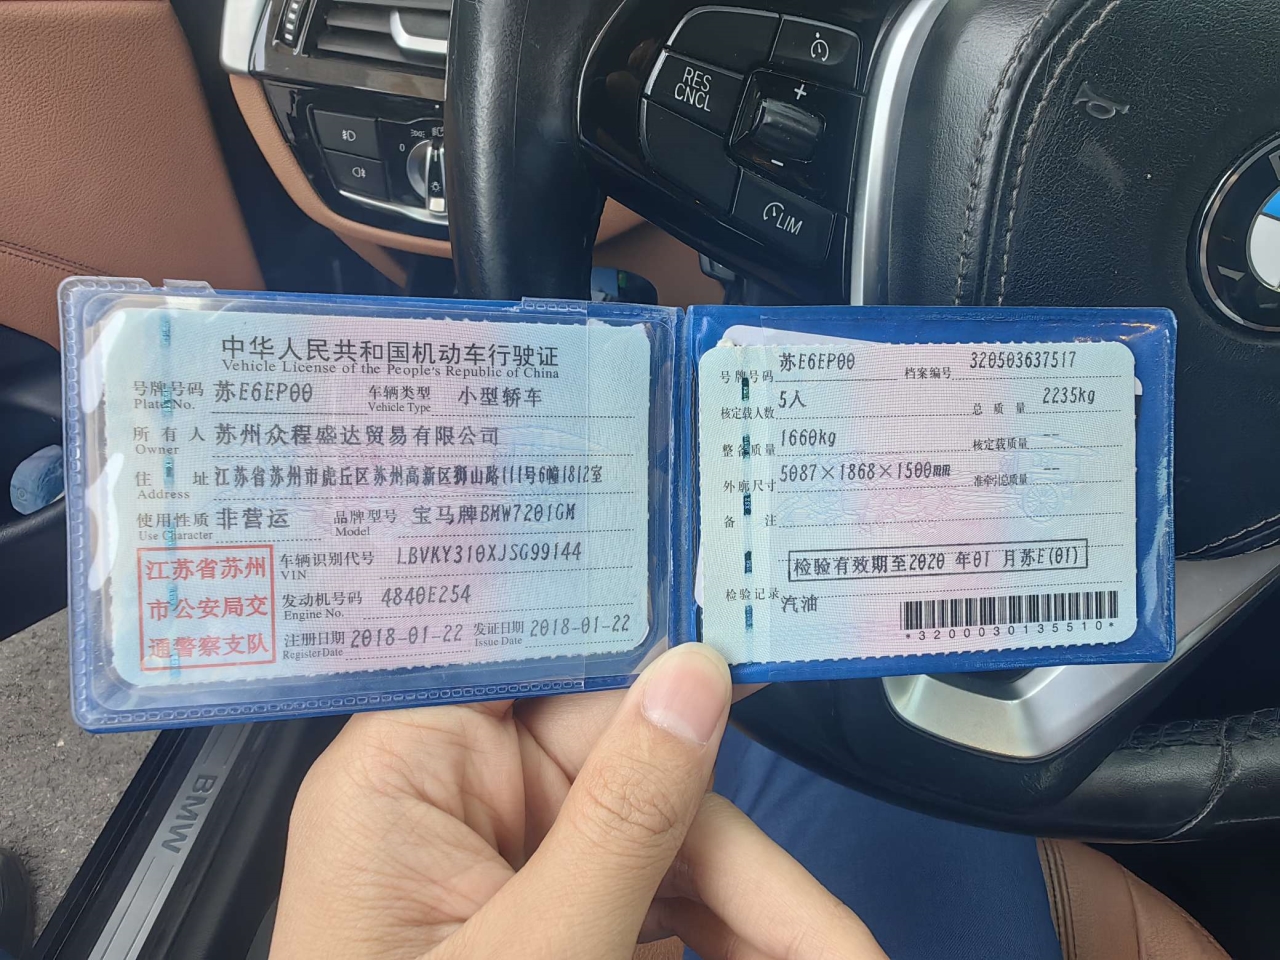 RES
CNCL
+
-
LIM
0
BMW
中华人民共和国机动车行驶证
Vehicle License of the People's Republic of China
号牌号码 苏E6EP00 车辆类型 小型轿车
Plate No. Vehicle Type
所有人 苏州众程盛达贸易有限公司
Owner
住址 江苏省苏州市虎丘区苏州高新区狮山路111号6幢1812室
Address
使用性质 非营运 品牌型号 宝马牌BMW7201GM
Use Character Model
江苏省苏州
市公安局交
通警察支队
车辆识别代号 LBVKY310XJSG99144
VIN
发动机号码 4840E254
Engine No.
注册日期 2018-01-22 发证日期 2018-01-22
Register Date Issue Date
号牌号码 苏E6EP00 档案编号 320503637517
核定载人数 5人 总质量 2235kg
整备质量 1660kg 核定载质量 --
外廓尺寸 5087×1868×1500mm 准牵引总质量 --
备注
检验有效期至2020年01月苏E(01)
检验记录 汽油
*3200030135510*